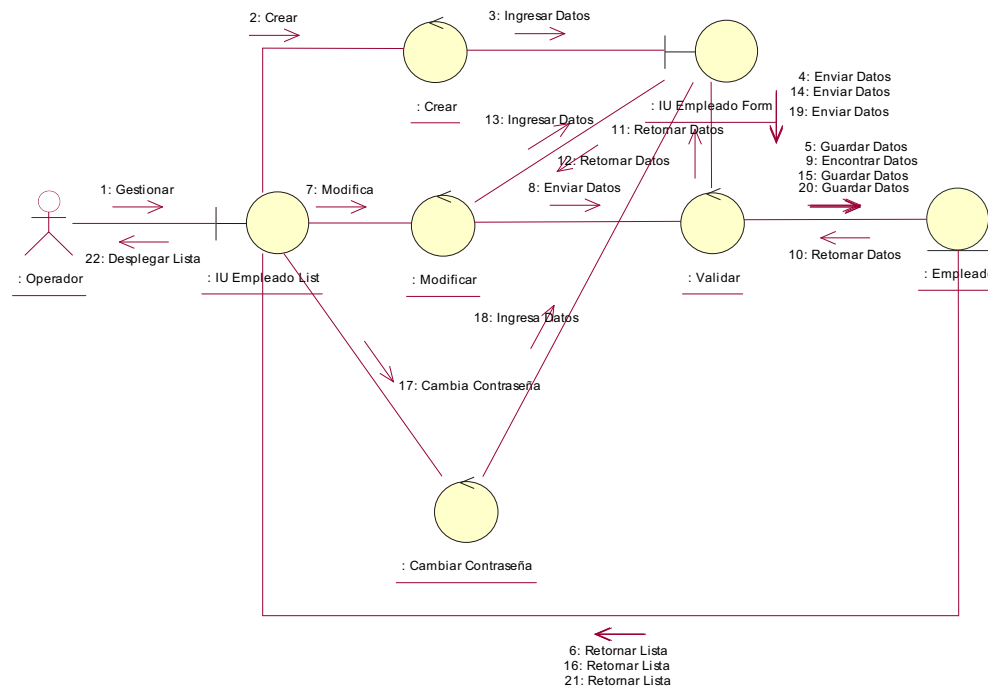 2: Crear
3: Ingresar Datos
: Crear
: IU Empleado Form
4: Enviar Datos
14: Enviar Datos
19: Enviar Datos
13: Ingresar Datos
11: Retornar Datos
12: Retornar Datos
5: Guardar Datos
9: Encontrar Datos
15: Guardar Datos
20: Guardar Datos
1: Gestionar
7: Modifica
8: Enviar Datos
22: Desplegar Lista
10: Retornar Datos
: Operador
: IU Empleado List
: Modificar
: Validar
: Empleado
18: Ingresa Datos
17: Cambia Contraseña
: Cambiar Contraseña
6: Retornar Lista
16: Retornar Lista
21: Retornar Lista